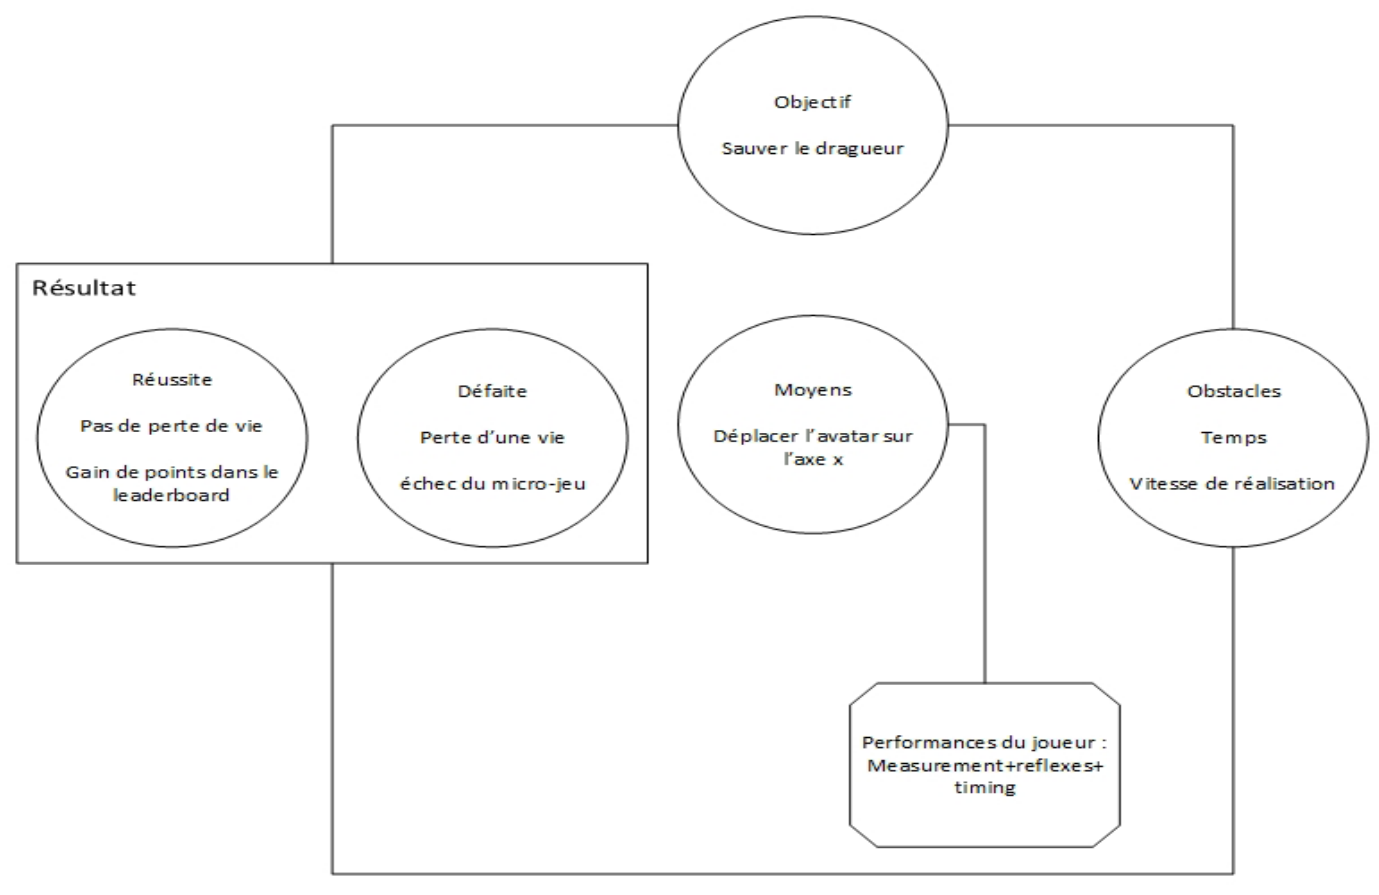 Objectif
Sauver le dragueur
Résultat
Réussite
Pas de perte de vie
Gain de points dans le
leaderboard
Défaite
Perte d'une vie
échec du micro-jeu
Moyens
Déplacer l'avatar sur
l'axe x
Obstacles
Temps
Vitesse de réalisation
Performances du joueur :
Measurement+reflexes+
timing